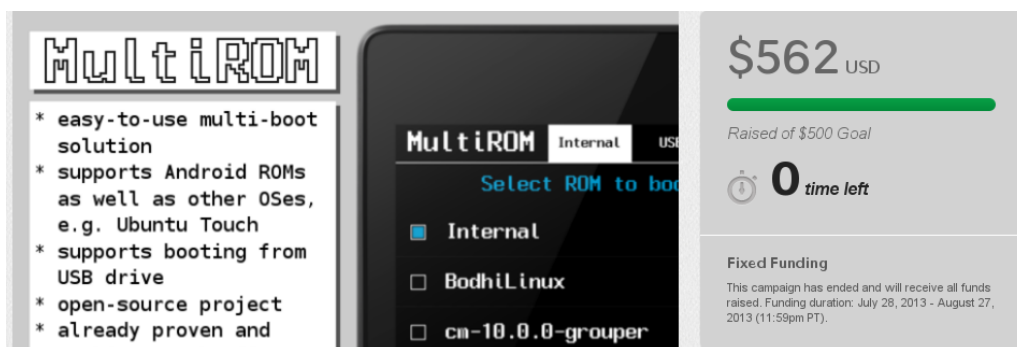 MultiROM
* easy-to-use multi-boot
solution
* supports Android ROMs
as well as other OSes,
e.g. Ubuntu Touch
* supports booting from
USB drive
* open-source project
* already proven and
MultiROM Internal USB
Select ROM to boo
Internal
BodhiLinux
cm-10.0.0-grouper
$562 USD
Raised of $500 Goal
0 time left
Fixed Funding
This campaign has ended and will receive all funds
raised. Funding duration: July 28, 2013 - August 27,
2013 (11:59pm PT).